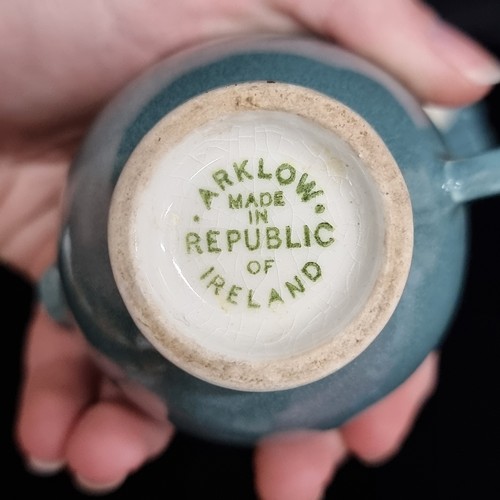 ARKLOW
MADE
IN
REPUBLIC
OF
IRELAND